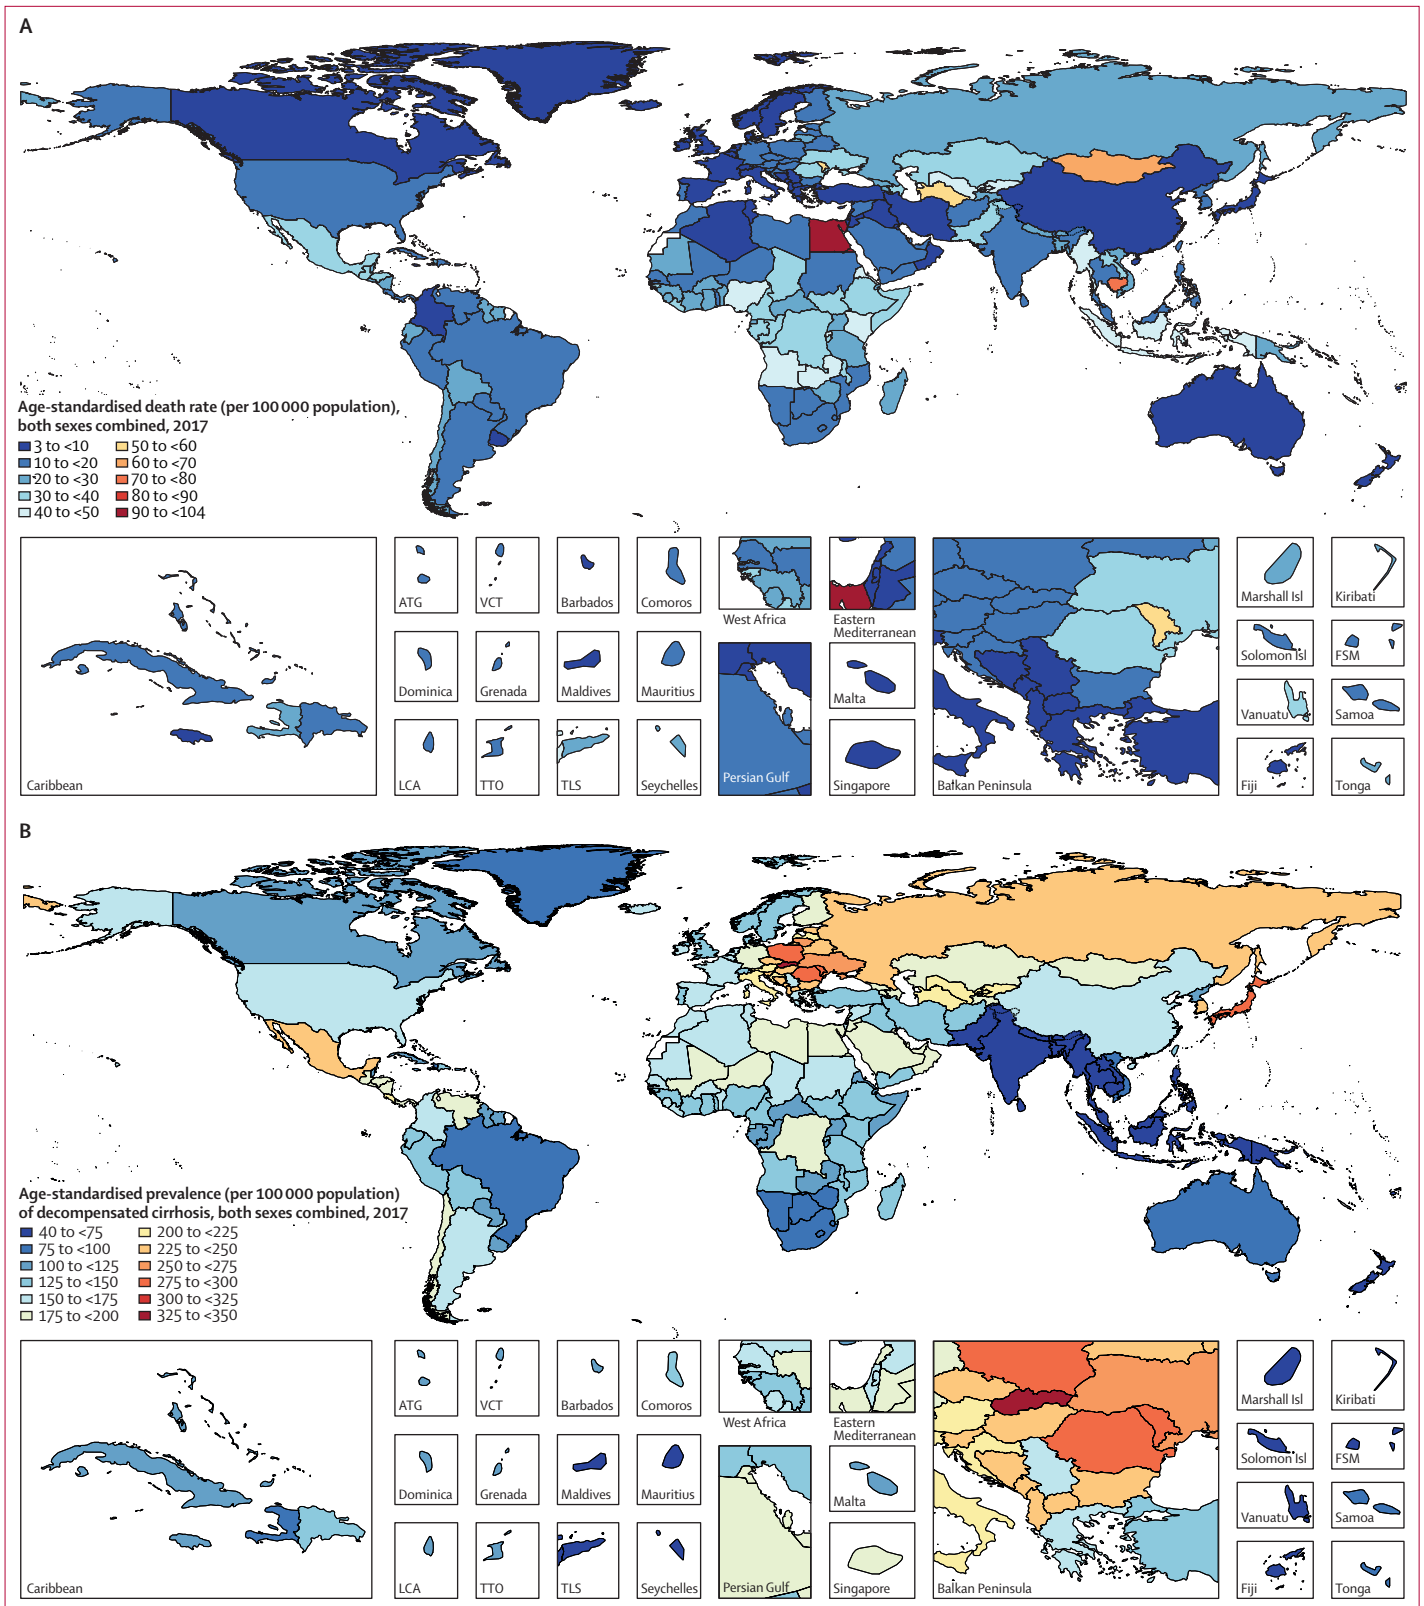 A
Age-standardised death rate (per 100 000 population),
both sexes combined, 2017
3 to <10
10 to <20
20 to <30
30 to <40
40 to <50
50 to <60
60 to <70
70 to <80
80 to <90
90 to <104
Caribbean
ATG
VCT
Barbados
Comoros
Dominica
Grenada
Maldives
Mauritius
LCA
TTO
TLS
Seychelles
West Africa
Eastern
Mediterranean
Persian Gulf
Malta
Singapore
Balkan Peninsula
Marshall Isl
Kiribati
Solomon Isl
FSM
Vanuatu
Samoa
Fiji
Tonga
B
Age-standardised prevalence (per 100 000 population)
of decompensated cirrhosis, both sexes combined, 2017
40 to <75
75 to <100
100 to <125
125 to <150
150 to <175
175 to <200
200 to <225
225 to <250
250 to <275
275 to <300
300 to <325
325 to <350
Caribbean
ATG
VCT
Barbados
Comoros
Dominica
Grenada
Maldives
Mauritius
LCA
TTO
TLS
Seychelles
West Africa
Eastern
Mediterranean
Persian Gulf
Malta
Singapore
Balkan Peninsula
Marshall Isl
Kiribati
Solomon Isl
FSM
Vanuatu
Samoa
Fiji
Tonga